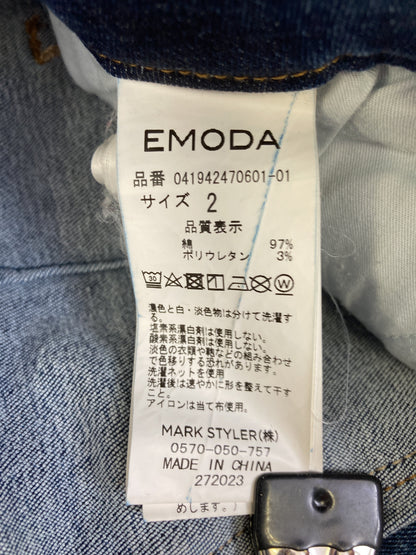 EMODA
品番 041942470601-01
サイズ 2
品質表示
綿 97%
ポリウレタン 3%
30
W
濃色と白・淡色物は分けて洗濯す
る。
塩素系漂白剤は使用しない。
酸素系漂白剤は使用しない。
淡色の衣類や鞄などの組み合わせ
で色移りする恐れがあります。
洗濯ネットを使用
洗濯後は速やかに形を整えて干す
こと。
アイロンは当て布使用。
MARK STYLER(株)
0570-050-757
MADE IN CHINA
272023
めします。)